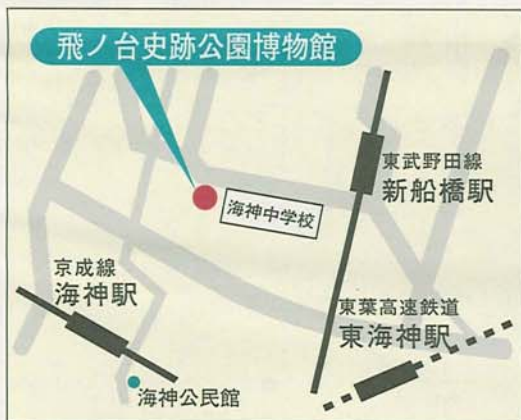 飛ノ台史跡公園博物館
東武野田線
新船橋駅
海神中学校
京成線
海神駅
東葉高速鉄道
東海神駅
海神公民館